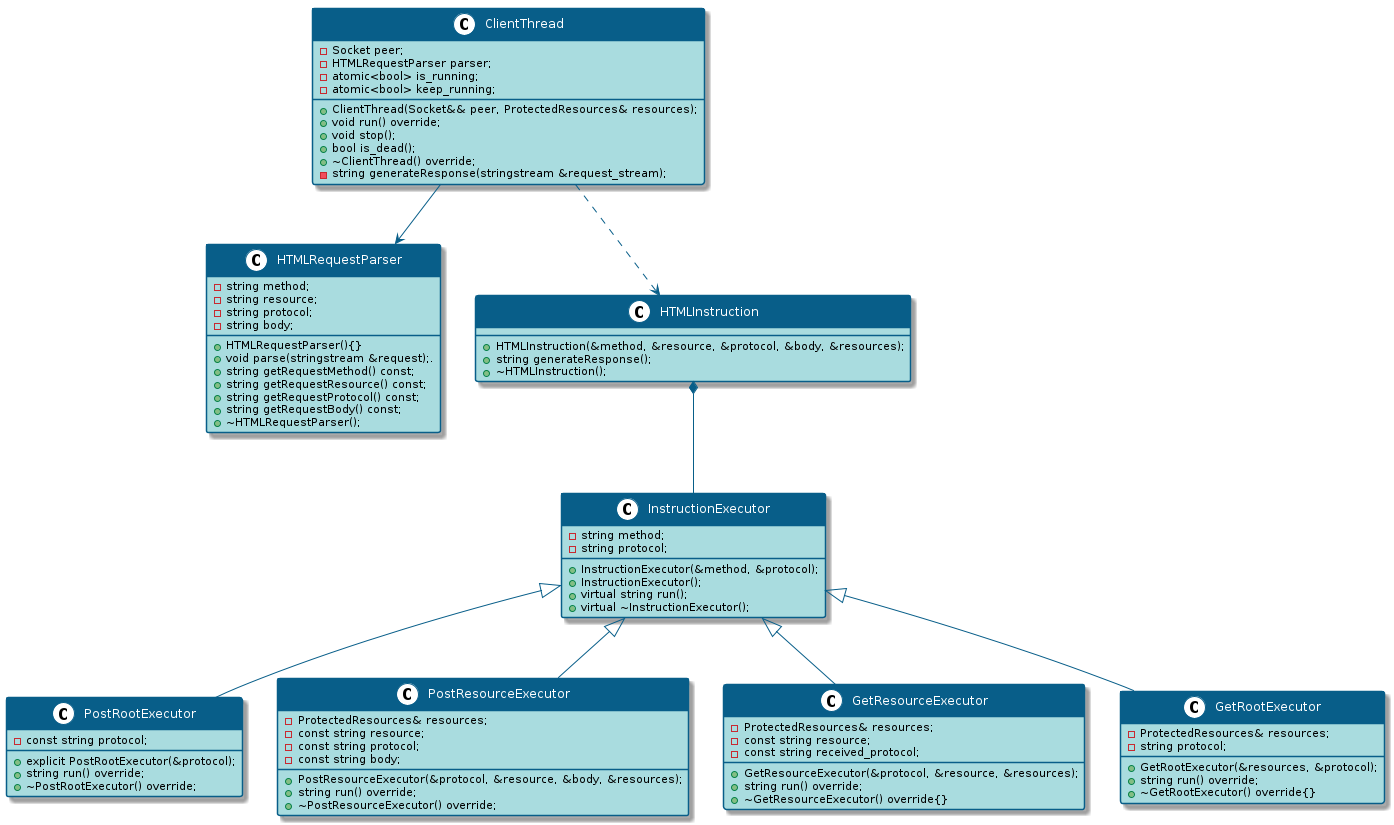 C ClientThread
Socket peer;
HTMLRequestParser parser;
atomic<bool> is_running;
atomic<bool> keep_running;
ClientThread(Socket&& peer, ProtectedResources& resources);
void run() override;
void stop();
bool is_dead();
~ClientThread() override;
string generateResponse(stringstream &request_stream);
C HTMLRequestParser
string method;
string resource;
string protocol;
string body;
HTMLRequestParser(){}
void parse(stringstream &request);.
string getRequestMethod() const;
string getRequestResource() const;
string getRequestProtocol() const;
string getRequestBody() const;
~HTMLRequestParser();
C HTMLInstruction
HTMLInstruction(&method, &resource, &protocol, &body, &resources);
string generateResponse();
~HTMLInstruction();
C InstructionExecutor
string method;
string protocol;
InstructionExecutor(&method, &protocol);
InstructionExecutor();
virtual string run();
virtual ~InstructionExecutor();
C PostRootExecutor
const string protocol;
explicit PostRootExecutor(&protocol);
string run() override;
~PostRootExecutor() override;
C PostResourceExecutor
ProtectedResources& resources;
const string resource;
const string protocol;
const string body;
PostResourceExecutor(&protocol, &resource, &body, &resources);
string run() override;
~PostResourceExecutor() override;
C GetResourceExecutor
ProtectedResources& resources;
const string resource;
const string received_protocol;
GetResourceExecutor(&protocol, &resource, &resources);
string run() override;
~GetResourceExecutor() override{}
C GetRootExecutor
ProtectedResources& resources;
string protocol;
GetRootExecutor(&resources, &protocol);
string run() override;
~GetRootExecutor() override{}